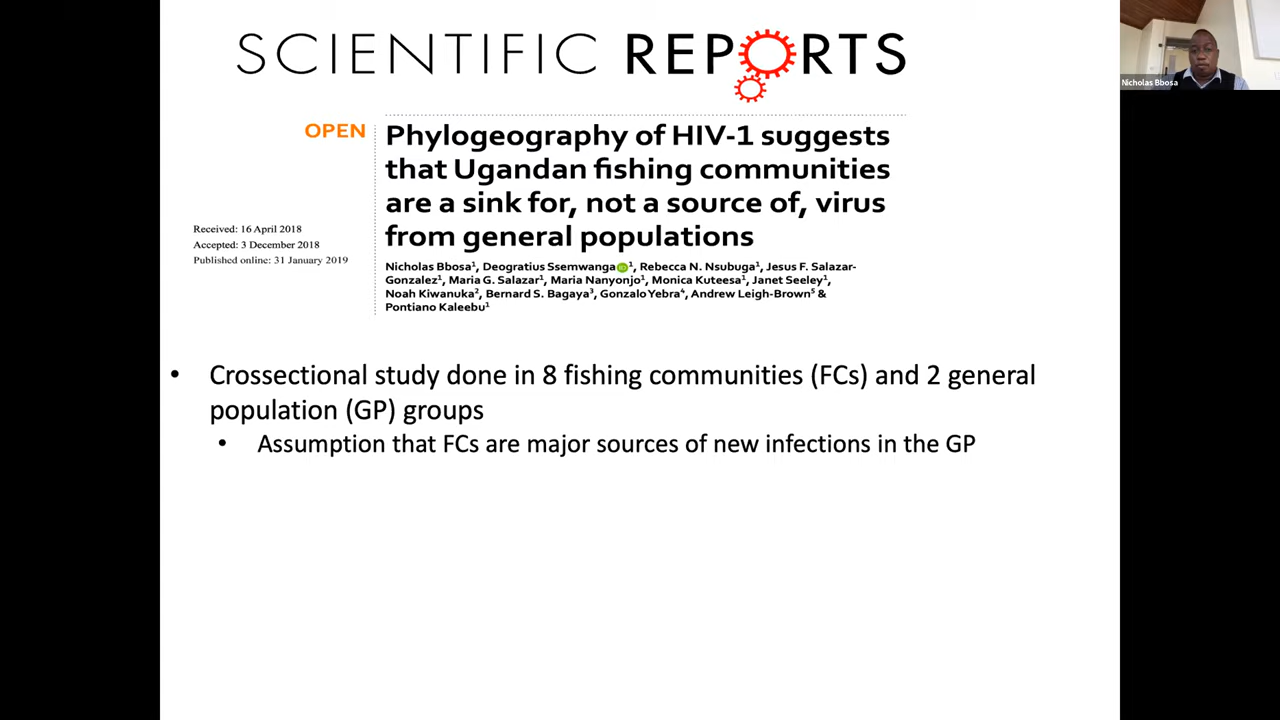 SCIENTIFIC REPORTS
OPEN
Phylogeography of HIV-1 suggests
that Ugandan fishing communities
are a sink for, not a source of, virus
from general populations
Received: 16 April 2018
Accepted: 3 December 2018
Published online: 31 January 2019
Nicholas Bbosa1, Deogratius Ssemwanga1, Rebecca N. Nsubuga1, Jesus F. Salazar-
Gonzalez1, Maria G. Salazar1, Maria Nanyonjo1, Monica Kuteesa1, Janet Seeley1,
Noah Kiwanuka2, Bernard S. Bagaya3, Gonzalo Yebra4, Andrew Leigh-Brown5 &
Pontiano Kaleebu1
• Crossectional study done in 8 fishing communities (FCs) and 2 general
population (GP) groups
• Assumption that FCs are major sources of new infections in the GP
Nicholas Bbosa